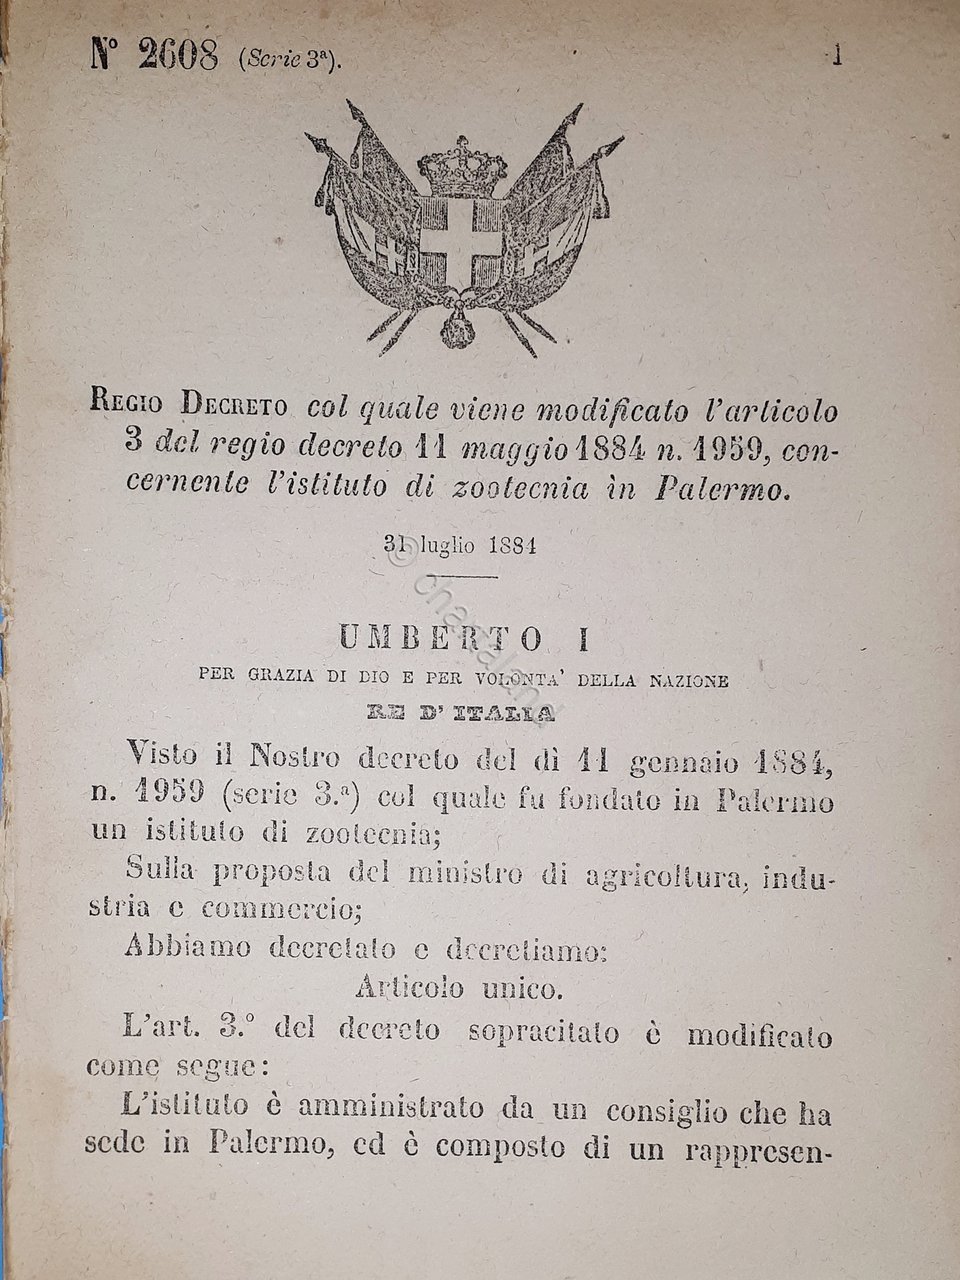 Nº 2608 (Serie 3ª). 1
REGIO DECRETO col quale viene modificato l'articolo
3 del regio decreto 11 maggio 1884 n. 1959, con-
cernente l'istituto di zootecnia in Palermo.
31 luglio 1884
© chartaland
UMBERTO I
PER GRAZIA DI DIO E PER VOLONTA' DELLA NAZIONE
RE D'ITALIA
Visto il Nostro decreto del dì 11 gennaio 1884,
n. 1959 (serie 3.ª) col quale fu fondato in Palermo
un istituto di zootecnia;
Sulla proposta del ministro di agricoltura, indu-
stria e commercio;
Abbiamo decretato e decretiamo:
Articolo unico.
L'art. 3.º del decreto sopracitato è modificato
come segue:
L'istituto è amministrato da un consiglio che ha
sede in Palermo, ed è composto di un rappresen-